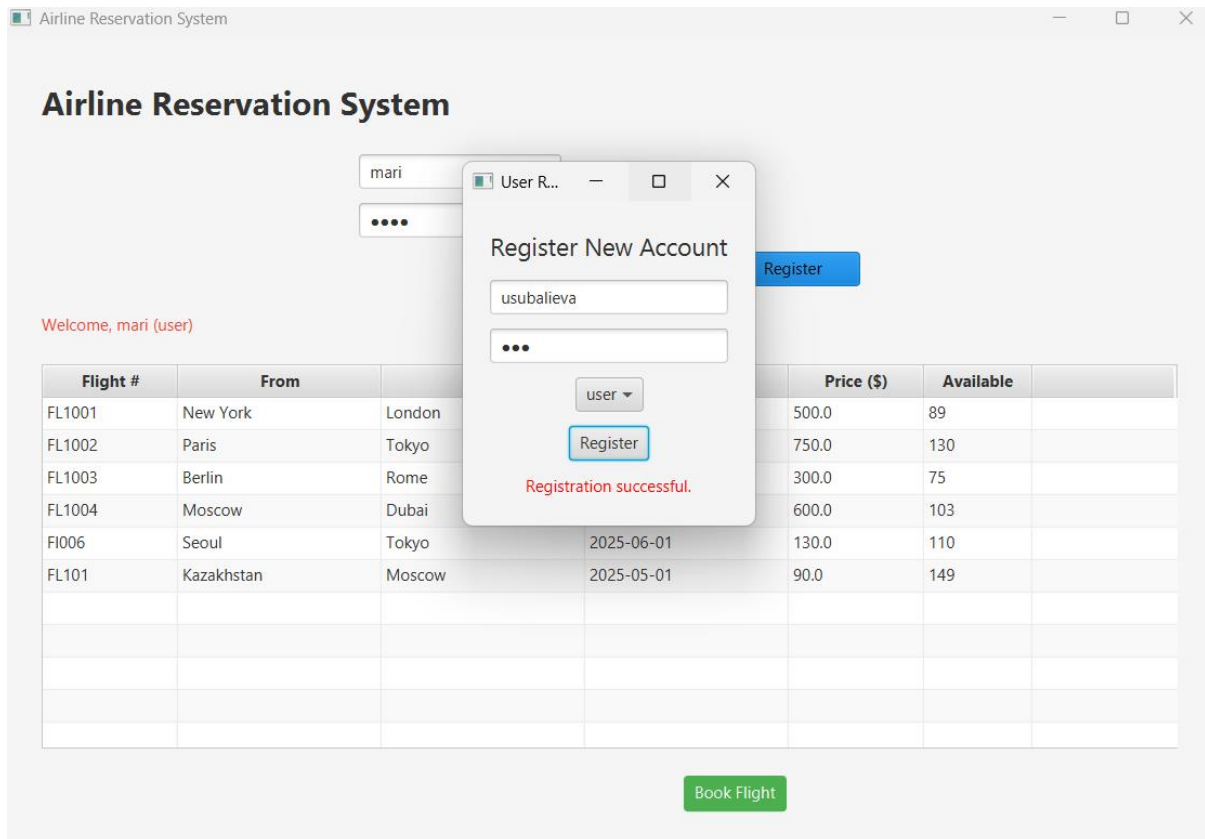 Airline Reservation System
Airline Reservation System
mari
User R...
••••
Register New Account
Register
usubalieva
Welcome, mari (user)
•••
user
Register
Registration successful.
Flight # From Price ($) Available
FL1001 New York London 500.0 89
FL1002 Paris Tokyo 750.0 130
FL1003 Berlin Rome 300.0 75
FL1004 Moscow Dubai 600.0 103
FI006 Seoul Tokyo 2025-06-01 130.0 110
FL101 Kazakhstan Moscow 2025-05-01 90.0 149
Book Flight